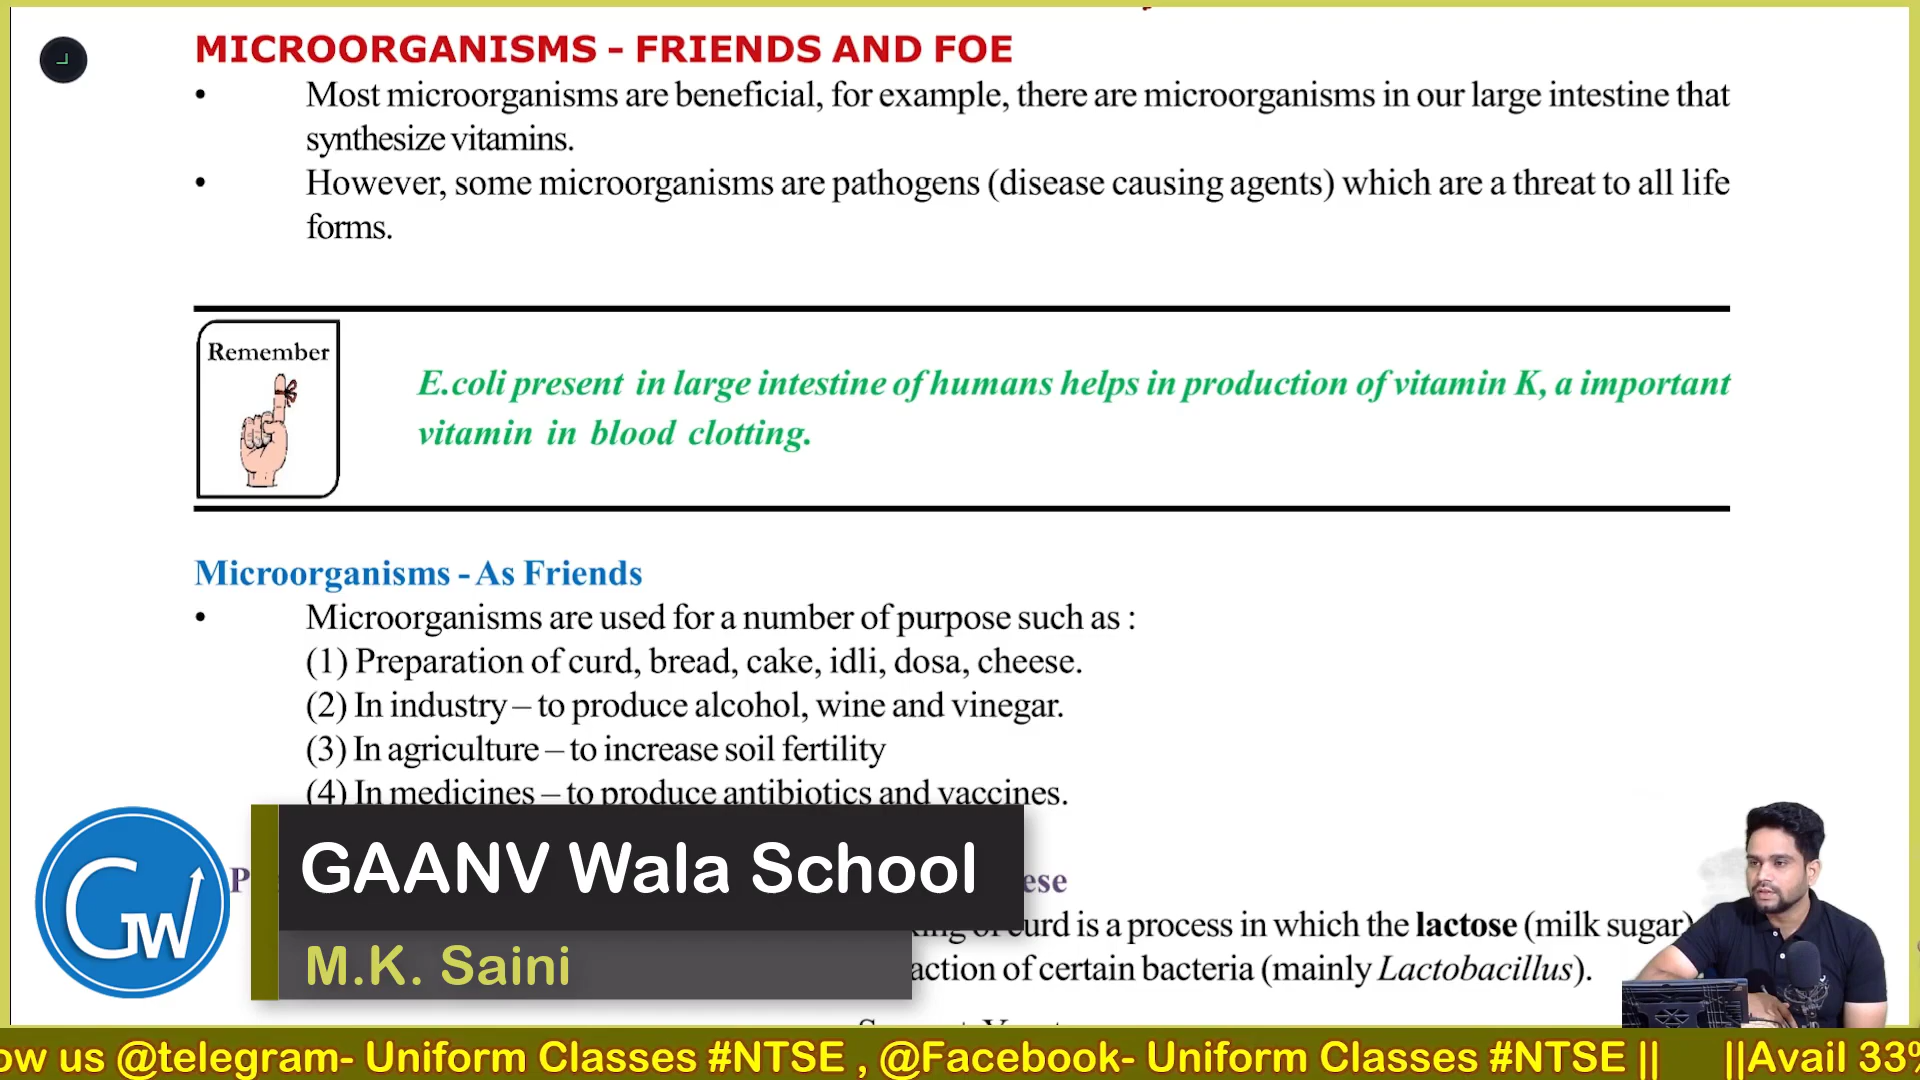 MICROORGANISMS - FRIENDS AND FOE
• Most microorganisms are beneficial, for example, there are microorganisms in our large intestine that
synthesize vitamins.
• However, some microorganisms are pathogens (disease causing agents) which are a threat to all life
forms.
Remember
E.coli present in large intestine of humans helps in production of vitamin K, a important
vitamin in blood clotting.
Microorganisms - As Friends
• Microorganisms are used for a number of purpose such as :
(1) Preparation of curd, bread, cake, idli, dosa, cheese.
(2) In industry – to produce alcohol, wine and vinegar.
(3) In agriculture – to increase soil fertility
(4) In medicines – to produce antibiotics and vaccines.
GAANV Wala School
curd is a process in which the lactose (milk sugar)
GW
M.K. Saini
action of certain bacteria (mainly Lactobacillus).
ow us @telegram- Uniform Classes #NTSE , @Facebook- Uniform Classes #NTSE || ||Avail 33%